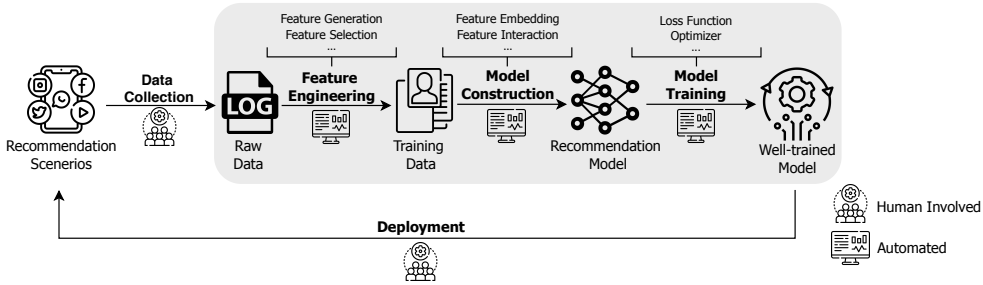 Feature Generation
Feature Selection
...
Feature Embedding
Feature Interaction
...
Loss Function
Optimizer
...
Data
Collection
Feature
Engineering
Model
Construction
Model
Training
LOG
Recommendation
Scenerios
Raw
Data
Training
Data
Recommendation
Model
Well-trained
Model
Deployment
Human Involved
Automated